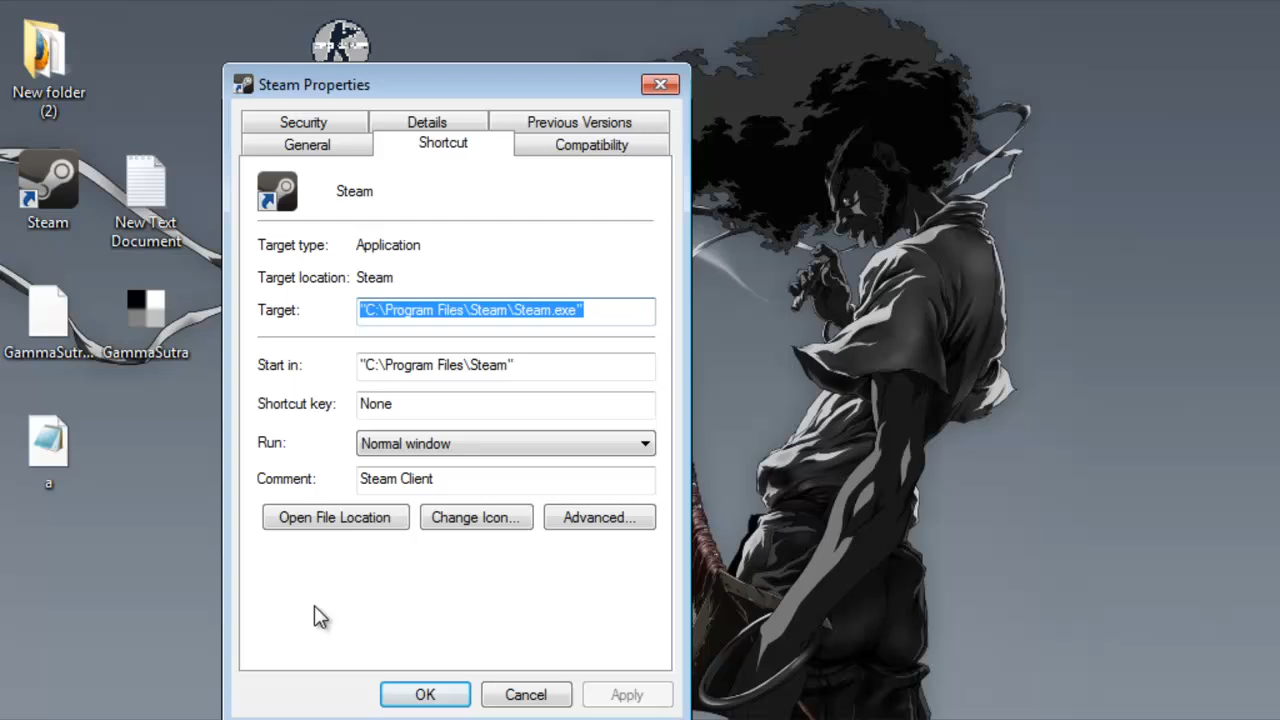 New folder
(2)
Steam
New Text
Document
GammaSutr...
GammaSutra
a
Steam Properties
Security
Details
Previous Versions
General
Shortcut
Compatibility
Steam
Target type:
Application
Target location:
Steam
Target:
"C:\Program Files\Steam\Steam.exe"
Start in:
"C:\Program Files\Steam"
Shortcut key:
None
Run:
Normal window
Comment:
Steam Client
Open File Location
Change Icon...
Advanced...
OK
Cancel
Apply